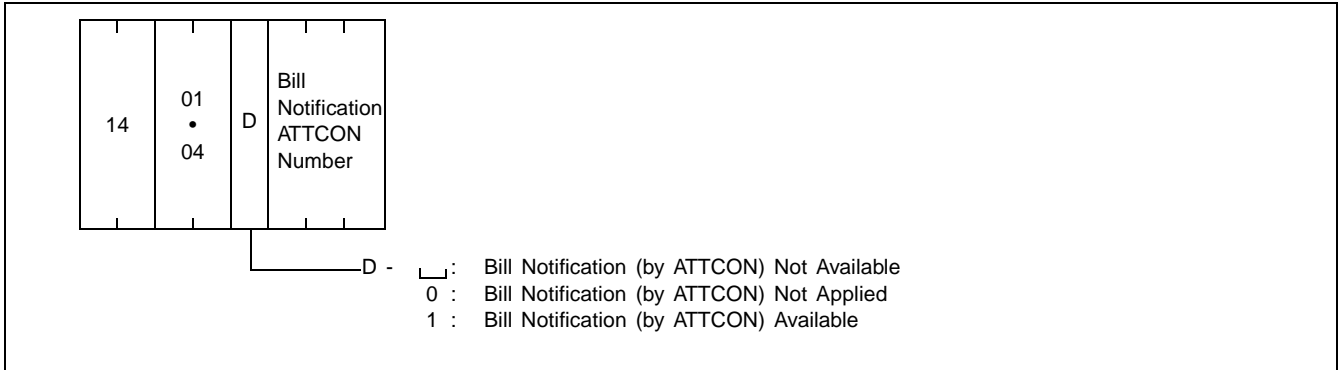 14
01
•
04
D
Bill
Notification
ATTCON
Number
D - ⎵: Bill Notification (by ATTCON) Not Available
0 : Bill Notification (by ATTCON) Not Applied
1 : Bill Notification (by ATTCON) Available